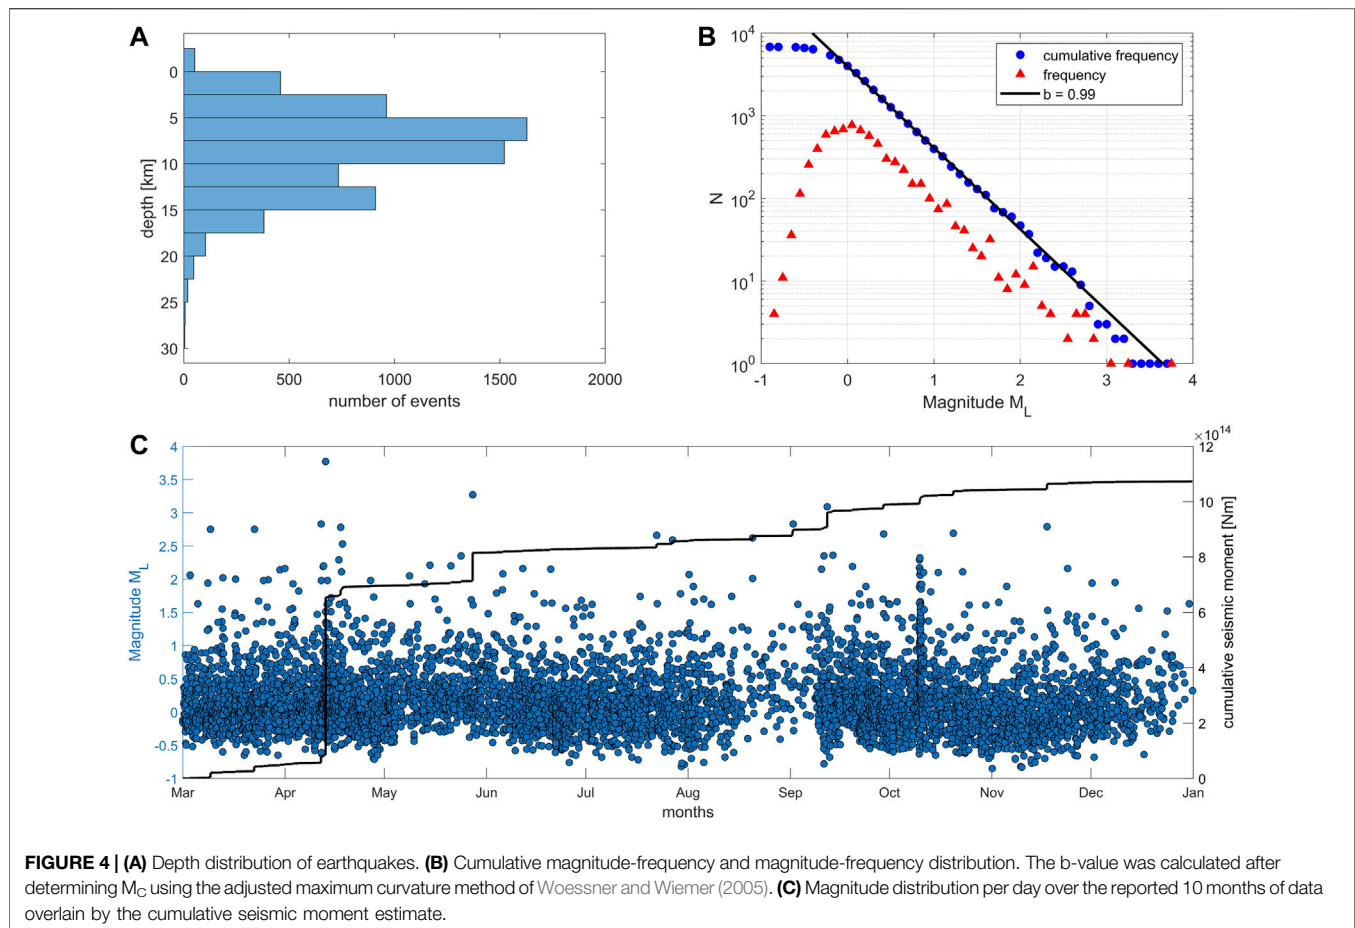 A
depth [km]
0
5
10
15
20
25
30
0 500 1000 1500 2000
number of events
B
N
10^4
10^3
10^2
10^1
10^0
cumulative frequency
frequency
b = 0.99
-1 0 1 2 3 4
Magnitude M_L
C
Magnitude M_L
4
3.5
3
2.5
2
1.5
1
0.5
0
-0.5
-1
×10^14
12
10
8
6
4
2
0
cumulative seismic moment [Nm]
Mar Apr May Jun Jul Aug Sep Oct Nov Dec Jan
months
FIGURE 4 | (A) Depth distribution of earthquakes. (B) Cumulative magnitude-frequency and magnitude-frequency distribution. The b-value was calculated after
determining M_C using the adjusted maximum curvature method of Woessner and Wiemer (2005). (C) Magnitude distribution per day over the reported 10 months of data
overlain by the cumulative seismic moment estimate.